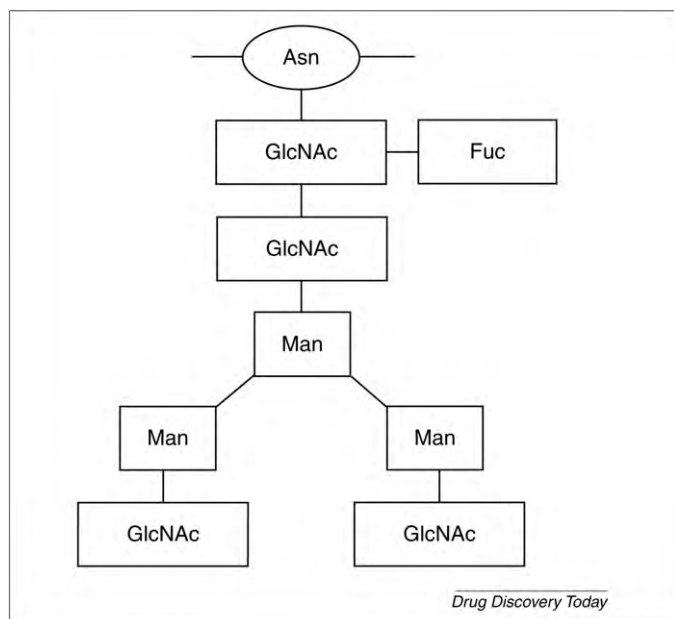 Asn
GlcNAc Fuc
GlcNAc
Man
Man Man
GlcNAc GlcNAc
Drug Discovery Today